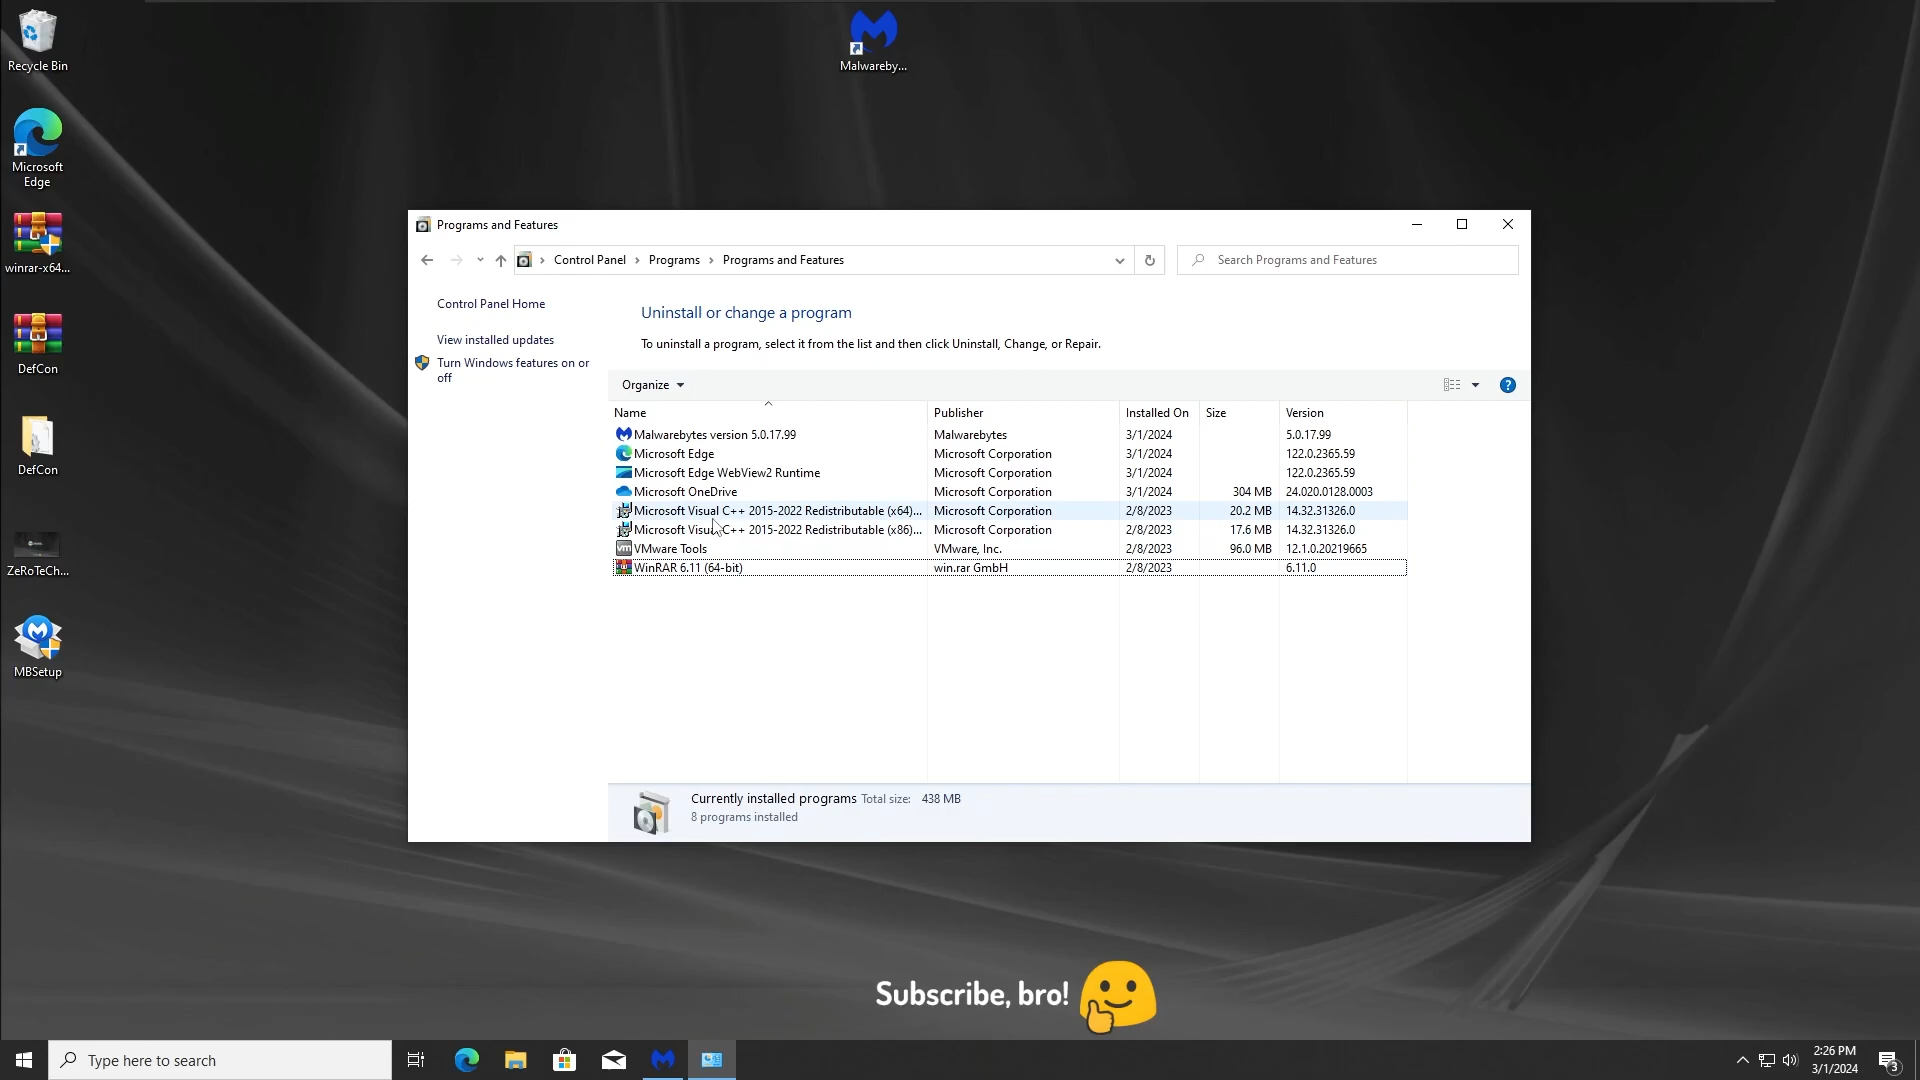 Recycle Bin
Malwareby...
Microsoft
Edge
winrar-x64...
DefCon
DefCon
ZeRoTeCh...
MBSetup
Programs and Features
Control Panel > Programs > Programs and Features
Search Programs and Features
Control Panel Home
View installed updates
Turn Windows features on or
off
Uninstall or change a program
To uninstall a program, select it from the list and then click Uninstall, Change, or Repair.
Organize
Name Publisher Installed On Size Version
Malwarebytes version 5.0.17.99 Malwarebytes 3/1/2024 5.0.17.99
Microsoft Edge Microsoft Corporation 3/1/2024 122.0.2365.59
Microsoft Edge WebView2 Runtime Microsoft Corporation 3/1/2024 122.0.2365.59
Microsoft OneDrive Microsoft Corporation 3/1/2024 304 MB 24.020.0128.0003
Microsoft Visual C++ 2015-2022 Redistributable (x64)... Microsoft Corporation 2/8/2023 20.2 MB 14.32.31326.0
Microsoft Visual C++ 2015-2022 Redistributable (x86)... Microsoft Corporation 2/8/2023 17.6 MB 14.32.31326.0
VMware Tools VMware, Inc. 2/8/2023 96.0 MB 12.1.0.20219665
WinRAR 6.11 (64-bit) win.rar GmbH 2/8/2023 6.11.0
Currently installed programs Total size: 438 MB
8 programs installed
Subscribe, bro!
Type here to search
2:26 PM
3/1/2024
3